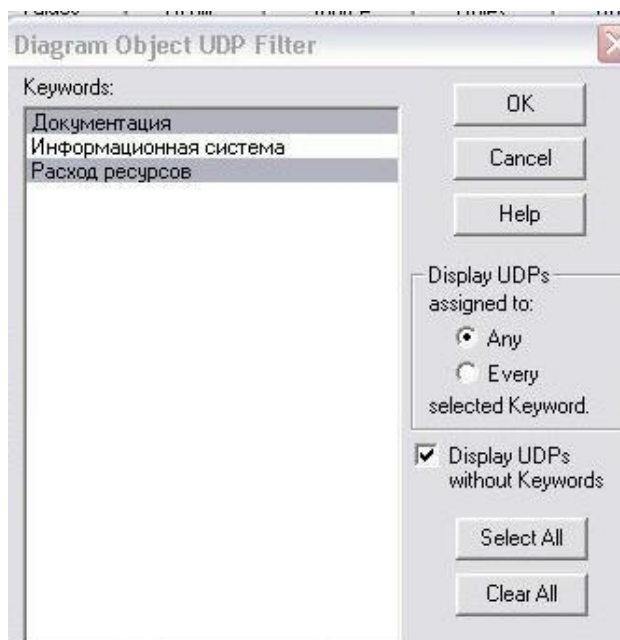 Diagram Object UDP Filter
Keywords:
Документация
Информационная система
Расход ресурсов
OK
Cancel
Help
Display UDPs
assigned to:
Any
Every
selected Keyword.
Display UDPs
without Keywords
Select All
Clear All